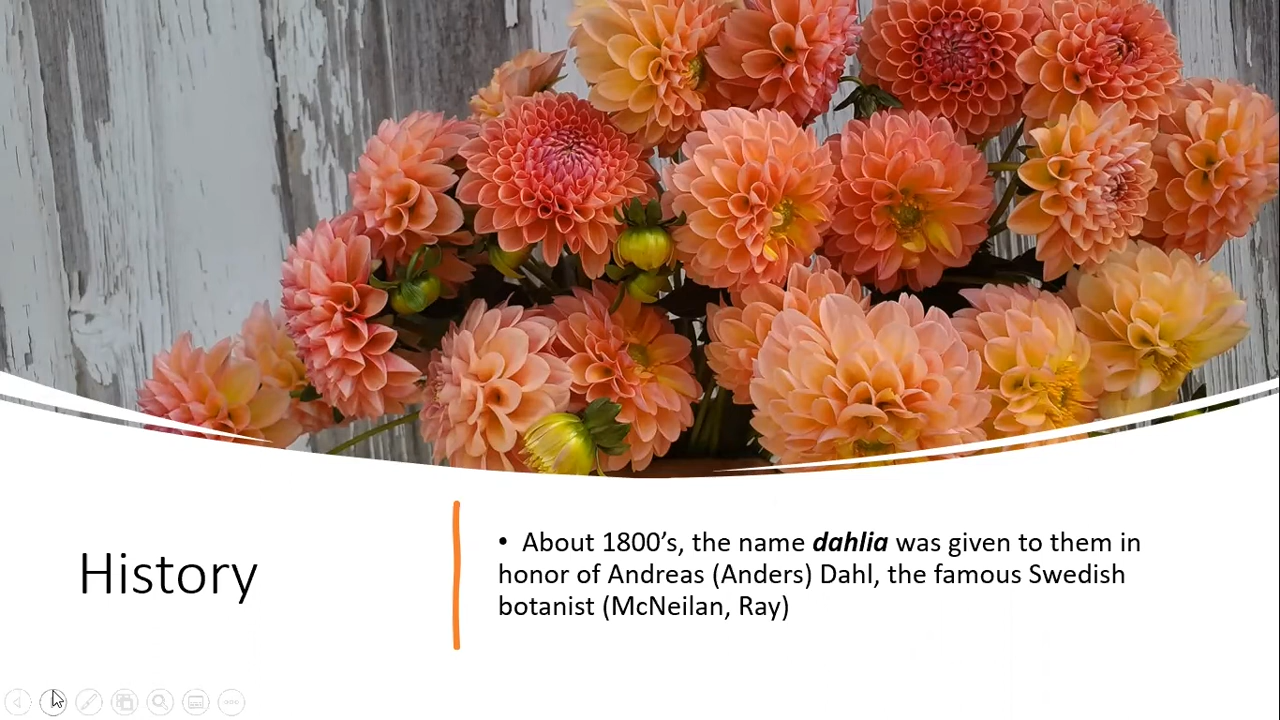 History
• About 1800’s, the name dahlia was given to them in
honor of Andreas (Anders) Dahl, the famous Swedish
botanist (McNeilan, Ray)